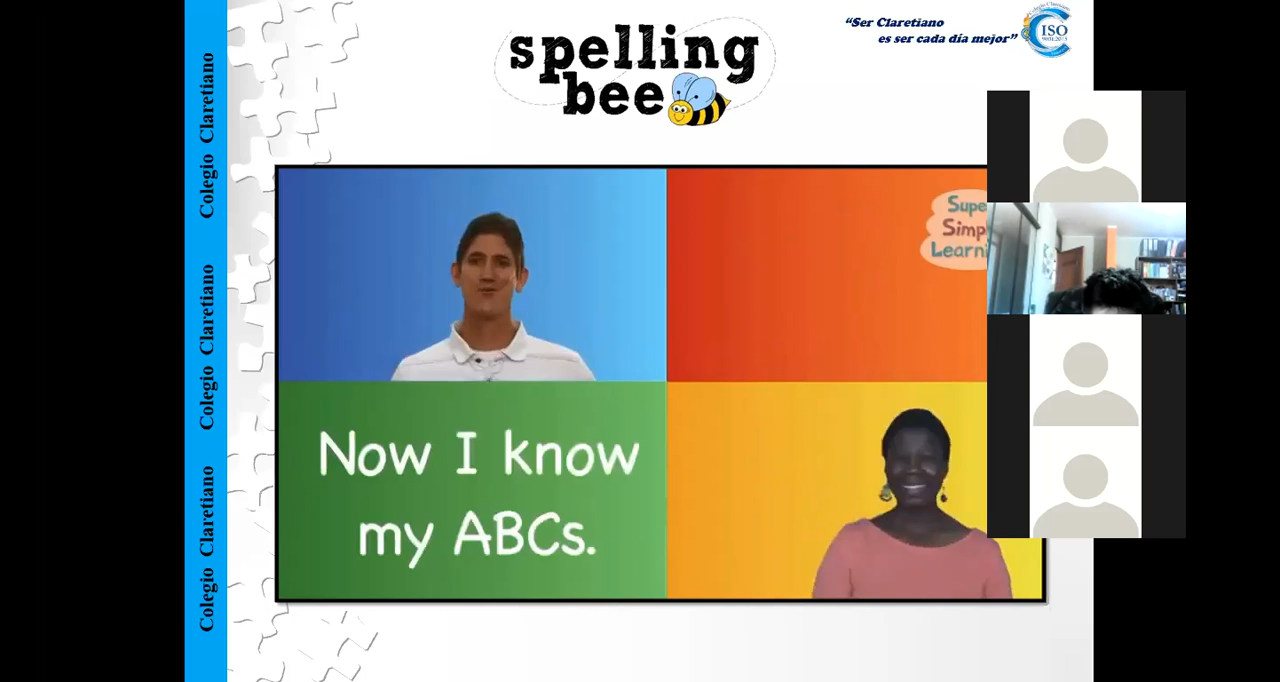 spelling
bee
“Ser Claretiano
es ser cada día mejor”
ISO
Colegio Claretiano
Colegio Claretiano
Colegio Claretiano
Supe
Simp
Learni
Now I know
my ABCs.